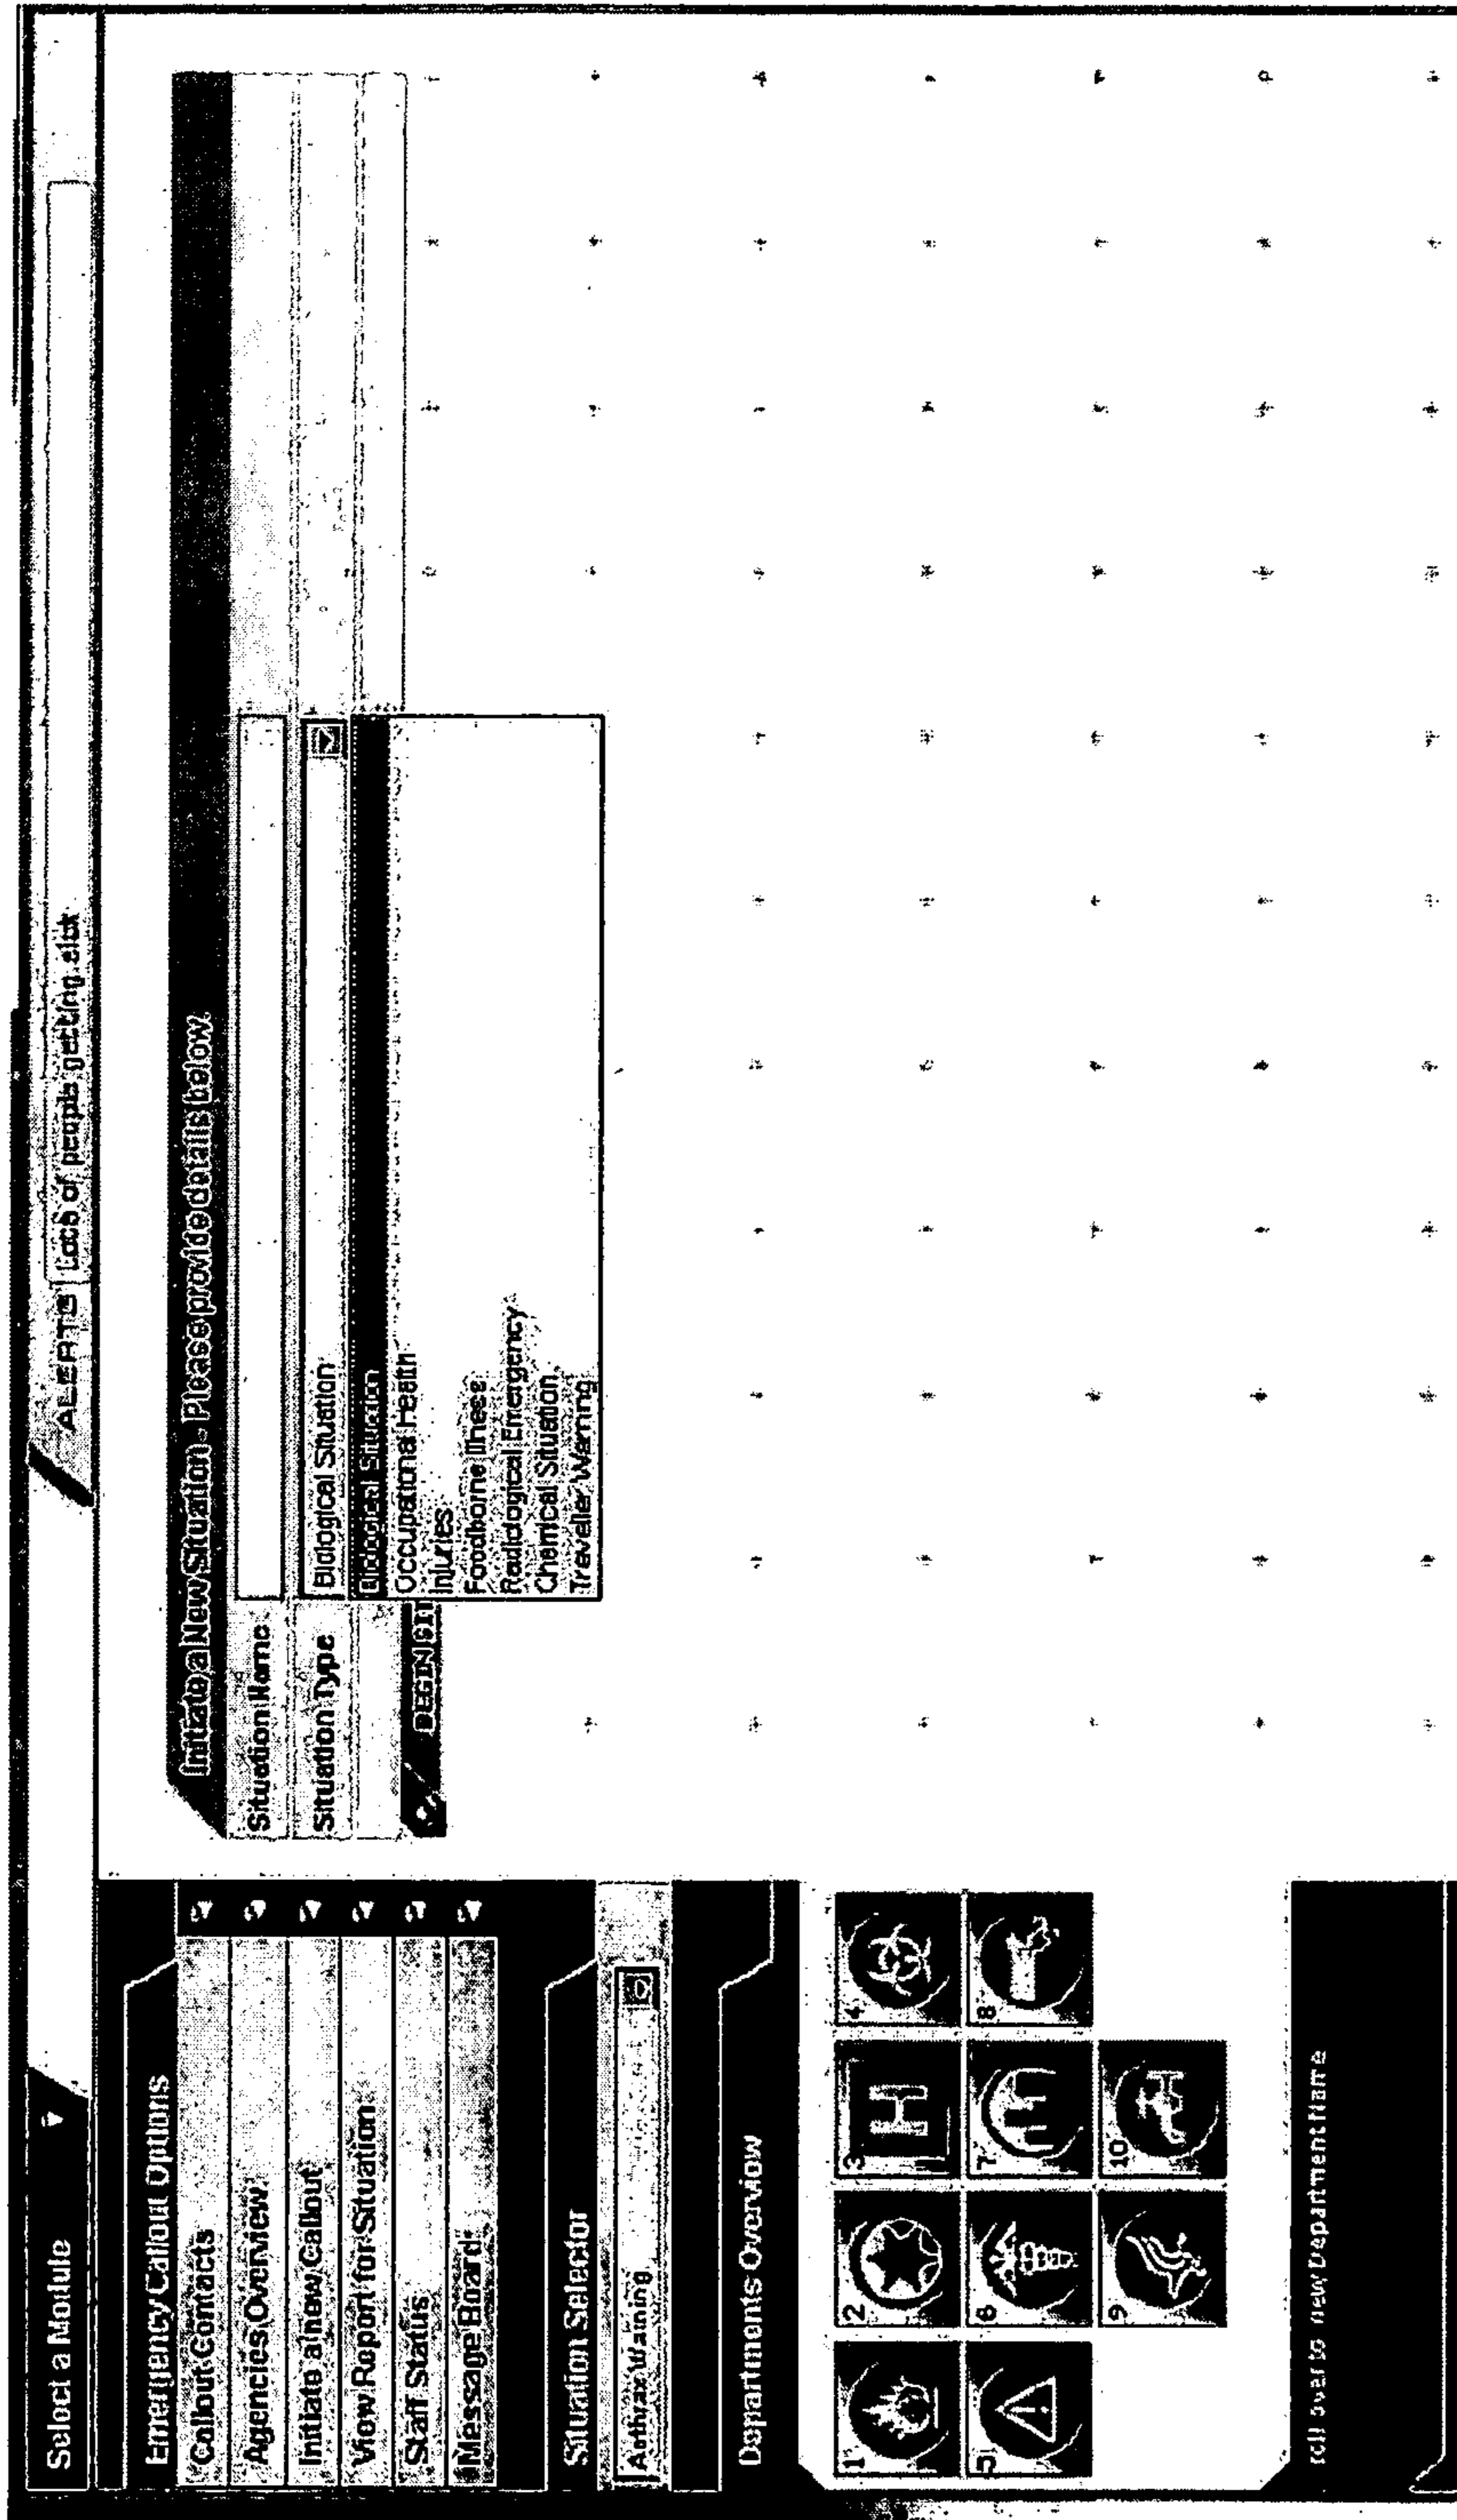 Select a Module
ALERTS
Lots of people getting sick
Emergency Callout Options
Callout Contacts
Agencies Overview
Initiate a new Callout
View Report for Situation
Staff Status
Message Board
Situation Selector
Anthrax Warning
Departments Overview
1
2
3
4
5
6
7
8
9
10
roll over to view Department name
Initiate a New Situation - Please provide details below.
Situation Name
Situation Type
Biological Situation
Biological Situation
Occupational Health
Injuries
Foodborne Illness
Radiological Emergency
Chemical Situation
Traveller Warning
BEGIN SIT